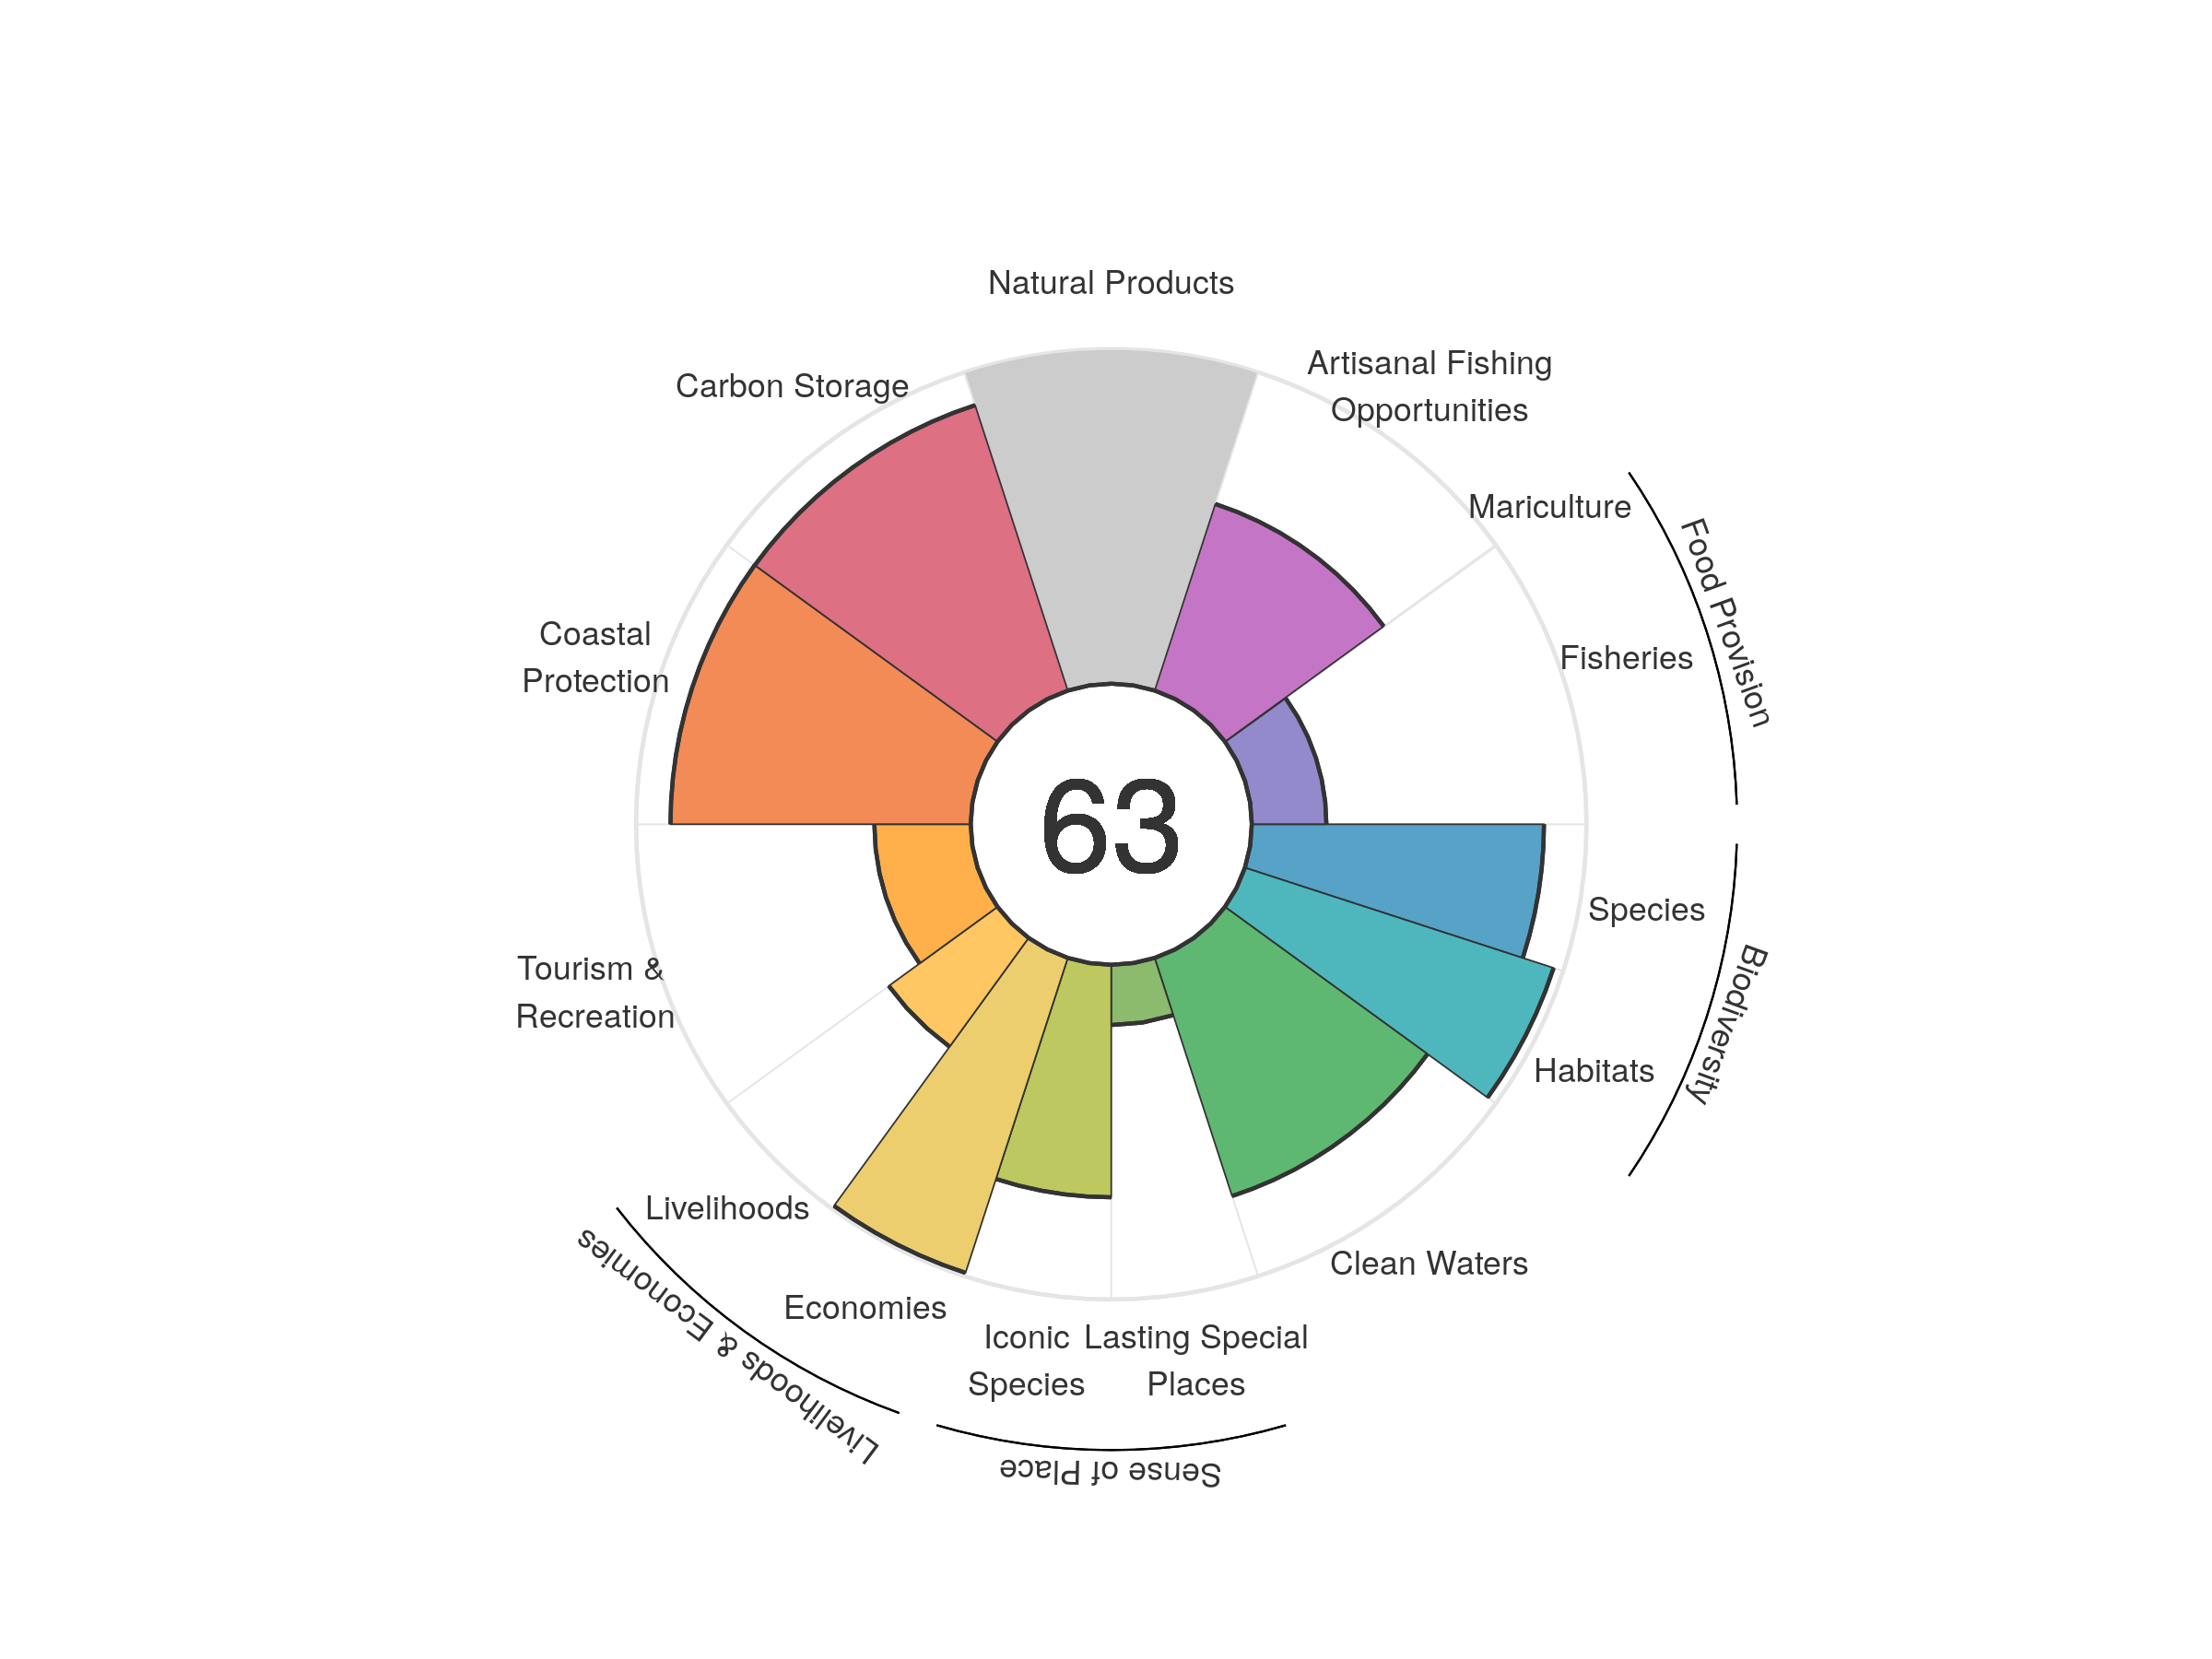 Natural Products
Artisanal Fishing
Opportunities
Carbon Storage
Mariculture
Food Provision
Fisheries
Coastal
Protection
63
Species
Biodiversity
Tourism &
Recreation
Habitats
Livelihoods
Livelihoods & Economies
Clean Waters
Economies
Iconic
Species
Lasting Special
Places
Sense of Place